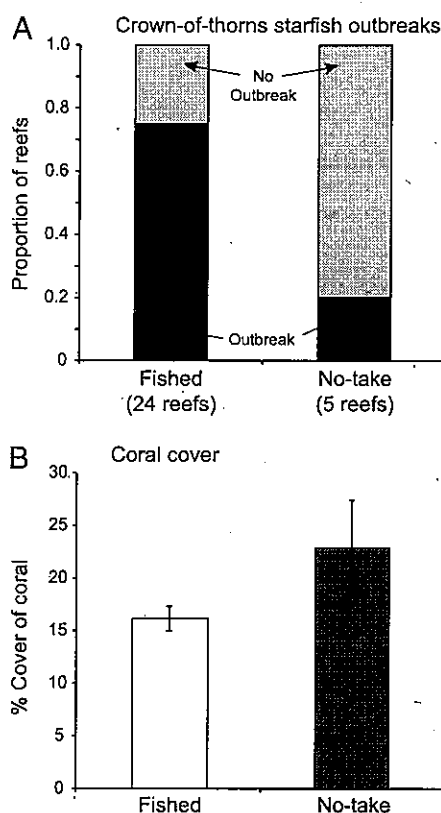 A
Crown-of-thorns starfish outbreaks
1.0
0.8
0.6
0.4
0.2
0
Proportion of reefs
No
Outbreak
Outbreak
Fished
(24 reefs)
No-take
(5 reefs)
B
Coral cover
30
25
20
15
10
5
0
% Cover of coral
Fished
No-take